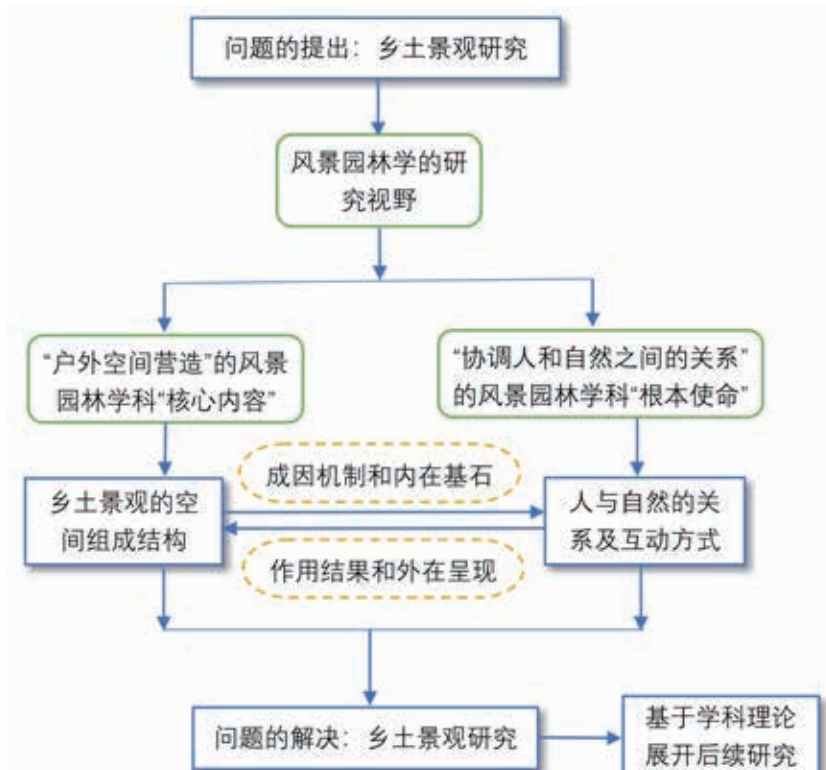 问题的提出：乡土景观研究
风景园林学的研
究视野
“户外空间营造”的风景
园林学科“核心内容”
“协调人和自然之间的关系”
的风景园林学科“根本使命”
成因机制和内在基石
乡土景观的空
间组成结构
人与自然的关
系及互动方式
作用结果和外在呈现
问题的解决：乡土景观研究
基于学科理论
展开后续研究